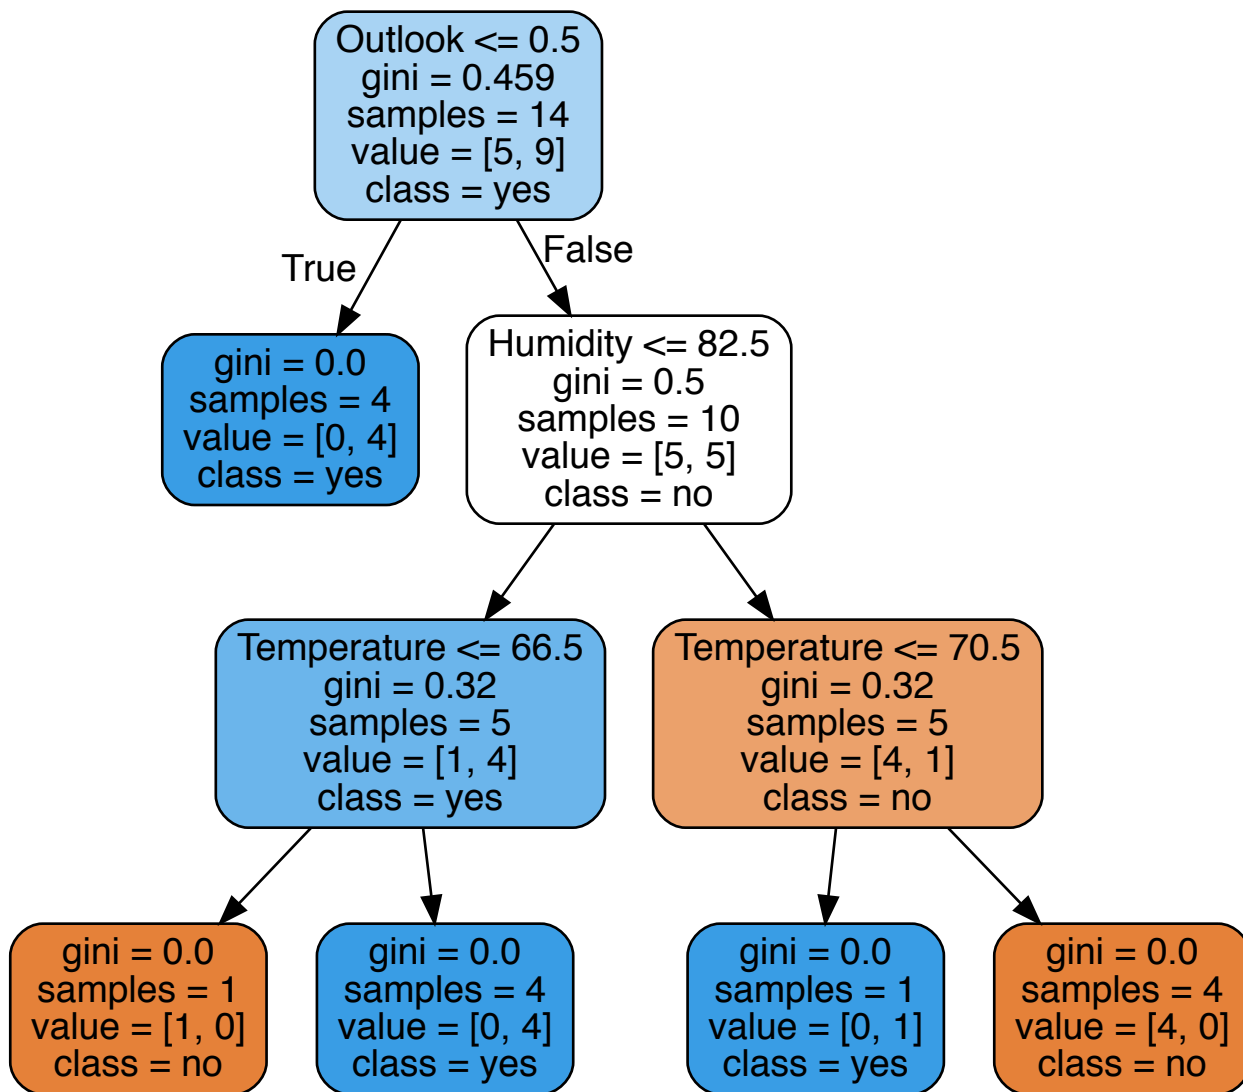 Outlook <= 0.5
gini = 0.459
samples = 14
value = [5, 9]
class = yes
True
False
gini = 0.0
samples = 4
value = [0, 4]
class = yes
Humidity <= 82.5
gini = 0.5
samples = 10
value = [5, 5]
class = no
Temperature <= 66.5
gini = 0.32
samples = 5
value = [1, 4]
class = yes
Temperature <= 70.5
gini = 0.32
samples = 5
value = [4, 1]
class = no
gini = 0.0
samples = 1
value = [1, 0]
class = no
gini = 0.0
samples = 4
value = [0, 4]
class = yes
gini = 0.0
samples = 1
value = [0, 1]
class = yes
gini = 0.0
samples = 4
value = [4, 0]
class = no